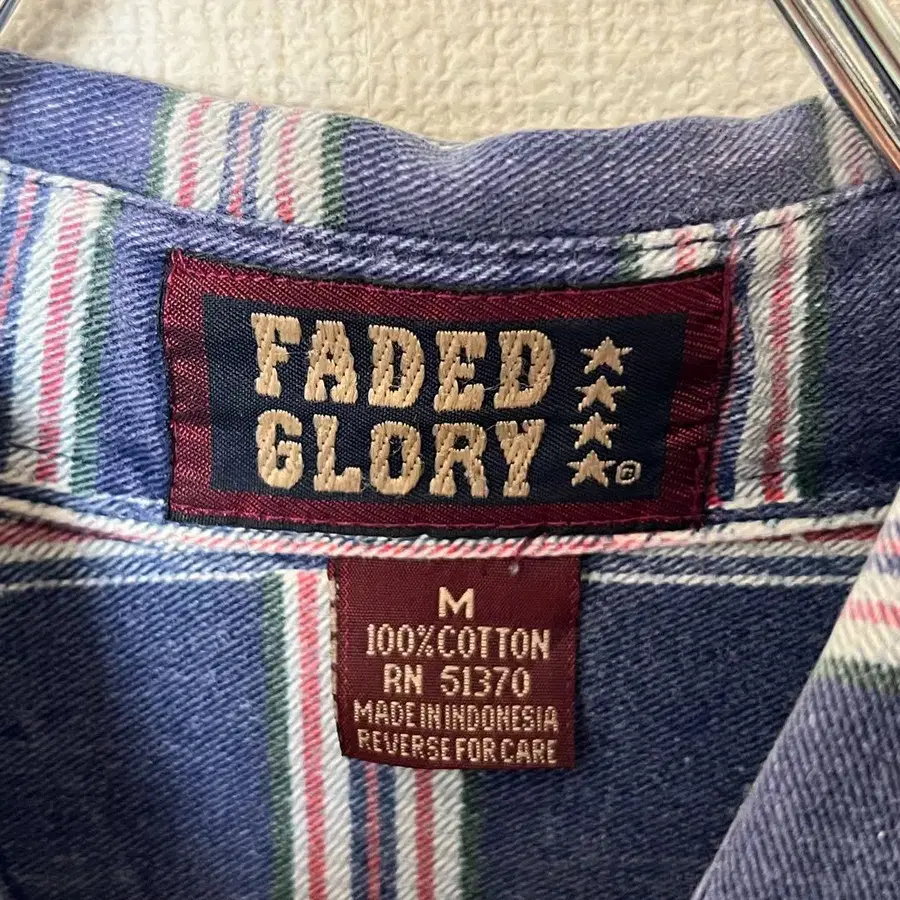 FADED
GLORY
®
M
100%COTTON
RN 51370
MADE IN INDONESIA
REVERSE FOR CARE